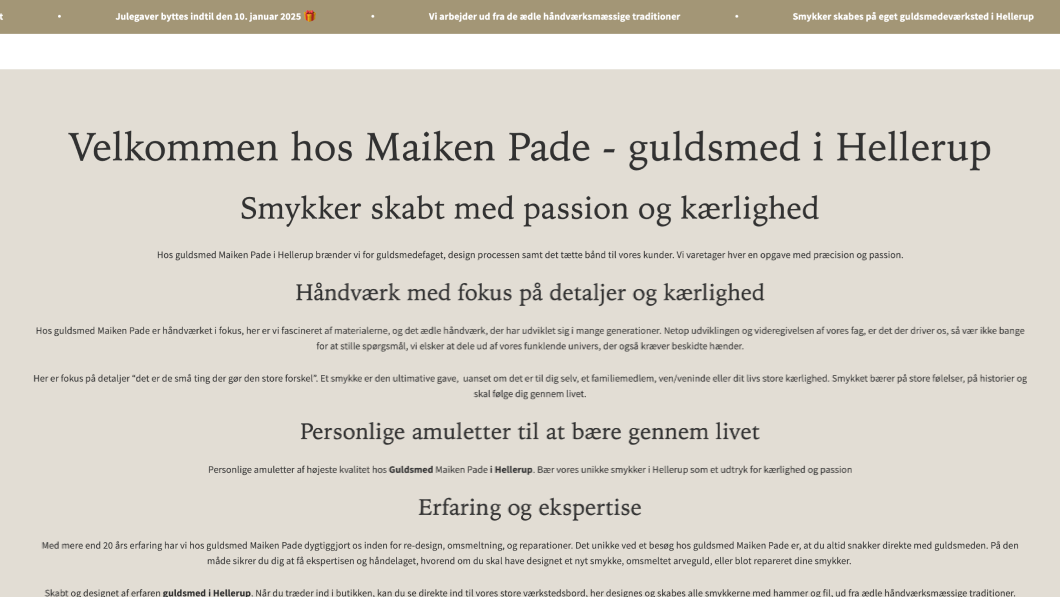 t • Julegaver byttes indtil den 10. januar 2025 🎁 • Vi arbejder ud fra de ædle håndværksmæssige traditioner • Smykker skabes på eget guldsmedeværksted i Hellerup
Velkommen hos Maiken Pade - guldsmed i Hellerup
Smykker skabt med passion og kærlighed
Hos guldsmed Maiken Pade i Hellerup brænder vi for guldsmedefaget, design processen samt det tætte bånd til vores kunder. Vi varetager hver en opgave med præcision og passion.
Håndværk med fokus på detaljer og kærlighed
Hos guldsmed Maiken Pade er håndværket i fokus, her er vi fascineret af materialerne, og det ædle håndværk, der har udviklet sig i mange generationer. Netop udviklingen og videregivelsen af vores fag, er det der driver os, så vær ikke bange
for at stille spørgsmål, vi elsker at dele ud af vores funklende univers, der også kræver beskidte hænder.
Her er fokus på detaljer “det er de små ting der gør den store forskel”. Et smykke er den ultimative gave, uanset om det er til dig selv, et familiemedlem, ven/veninde eller dit livs store kærlighed. Smykket bærer på store følelser, på historier og
skal følge dig gennem livet.
Personlige amuletter til at bære gennem livet
Personlige amuletter af højeste kvalitet hos Guldsmed Maiken Pade i Hellerup. Bær vores unikke smykker i Hellerup som et udtryk for kærlighed og passion
Erfaring og ekspertise
Med mere end 20 års erfaring har vi hos guldsmed Maiken Pade dygtiggjort os inden for re-design, omsmeltning, og reparationer. Det unikke ved et besøg hos guldsmed Maiken Pade er, at du altid snakker direkte med guldsmeden. På den
måde sikrer du dig at få ekspertisen og håndelaget, hvorend om du skal have designet et nyt smykke, omsmeltet arveguld, eller blot repareret dine smykker.
Skabt og designet af erfaren guldsmed i Hellerup. Når du træder ind i butikken, kan du se direkte ind til vores store værkstedsbord, her designes og skabes alle smykkerne med hammer og fil, ud fra ædle håndværksmæssige traditioner.